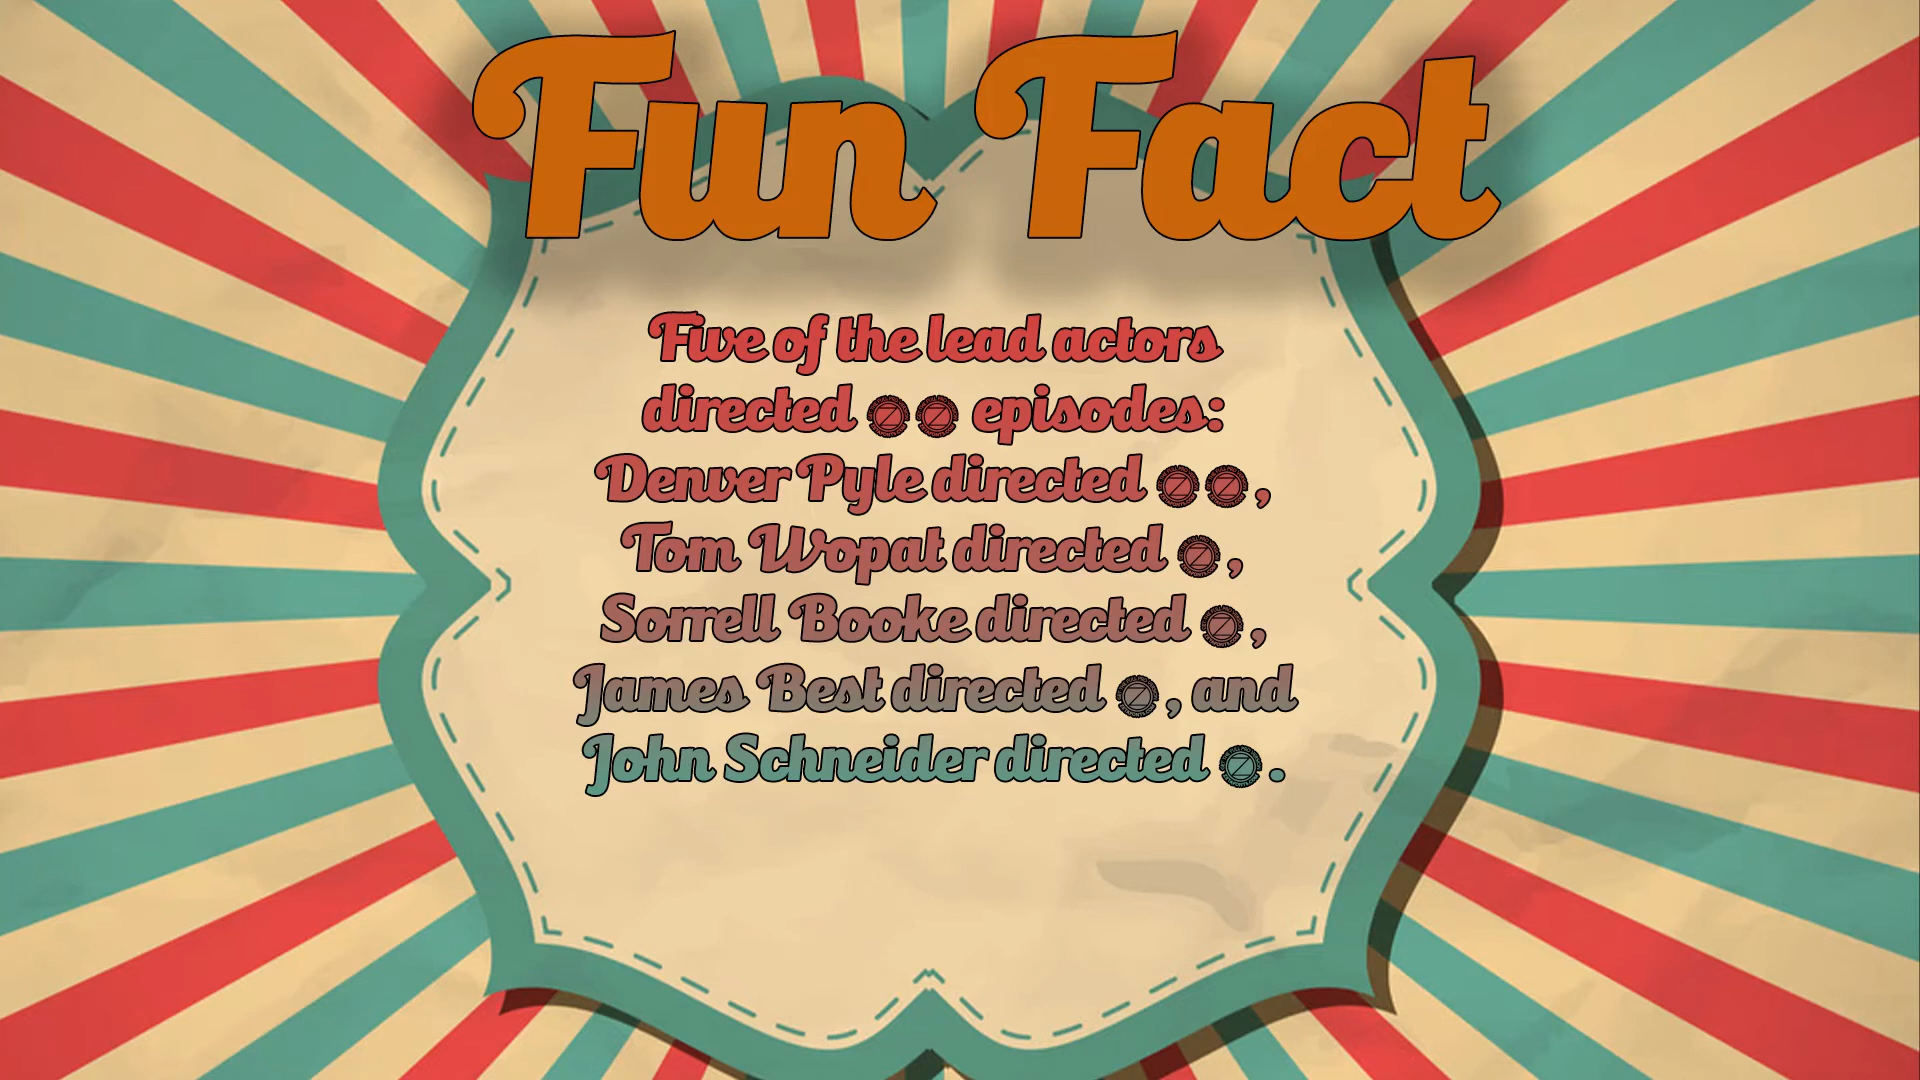 Fun Fact
Five of the lead actors
directed episodes:
Denver Pyle directed ,
Tom Wopat directed ,
Sorrell Booke directed ,
James Best directed , and
John Schneider directed .